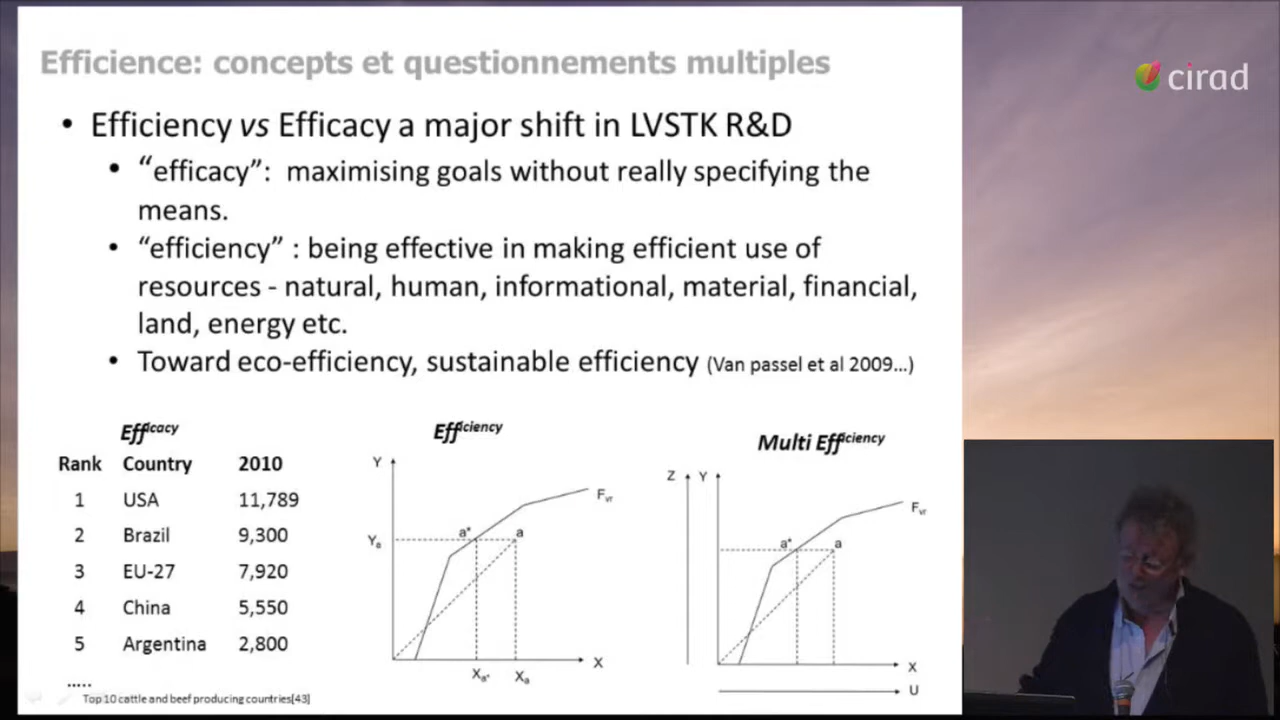 Efficience: concepts et questionnements multiples
cirad
• Efficiency vs Efficacy a major shift in LVSTK R&D
• “efficacy”: maximising goals without really specifying the
means.
• “efficiency” : being effective in making efficient use of
resources - natural, human, informational, material, financial,
land, energy etc.
• Toward eco-efficiency, sustainable efficiency (Van passel et al 2009...)
Efficacy
Rank Country 2010
1 USA 11,789
2 Brazil 9,300
3 EU-27 7,920
4 China 5,550
5 Argentina 2,800
.....
Top 10 cattle and beef producing countries[43]
Efficiency
Y
Fvr
a* a
Ya
X
Xa* Xa
Multi Efficiency
Z Y
Fvr
a* a
X
U